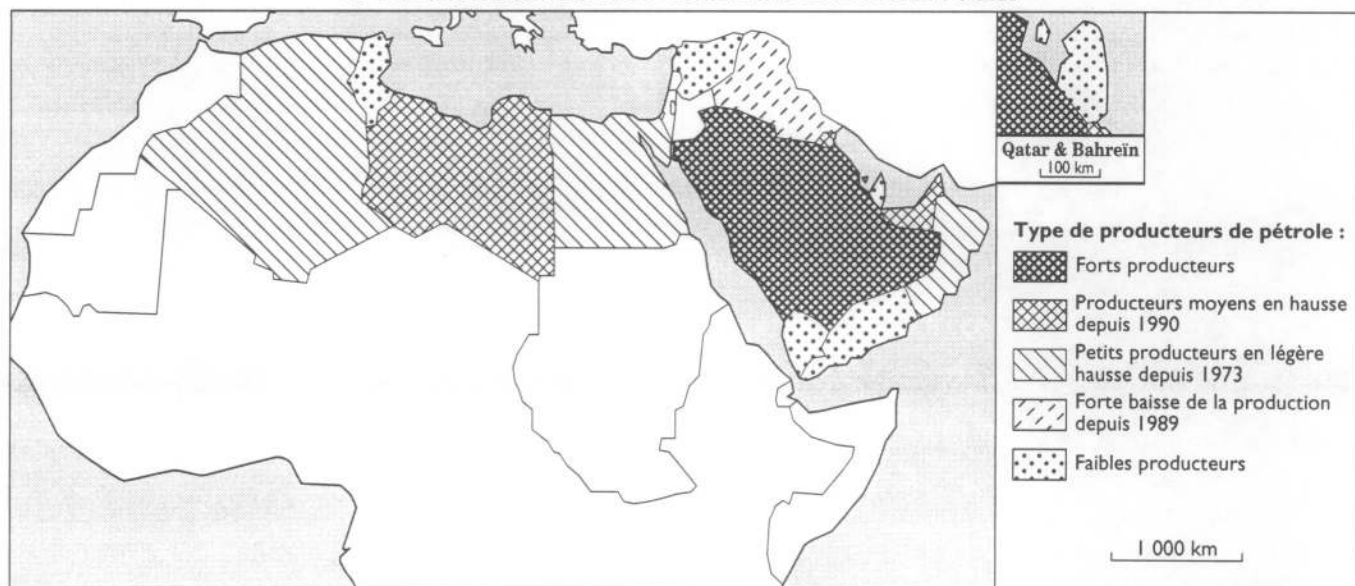 Qatar & Bahreïn
100 km
Type de producteurs de pétrole :
Forts producteurs
Producteurs moyens en hausse
depuis 1990
Petits producteurs en légère
hausse depuis 1973
Forte baisse de la production
depuis 1989
Faibles producteurs
1 000 km